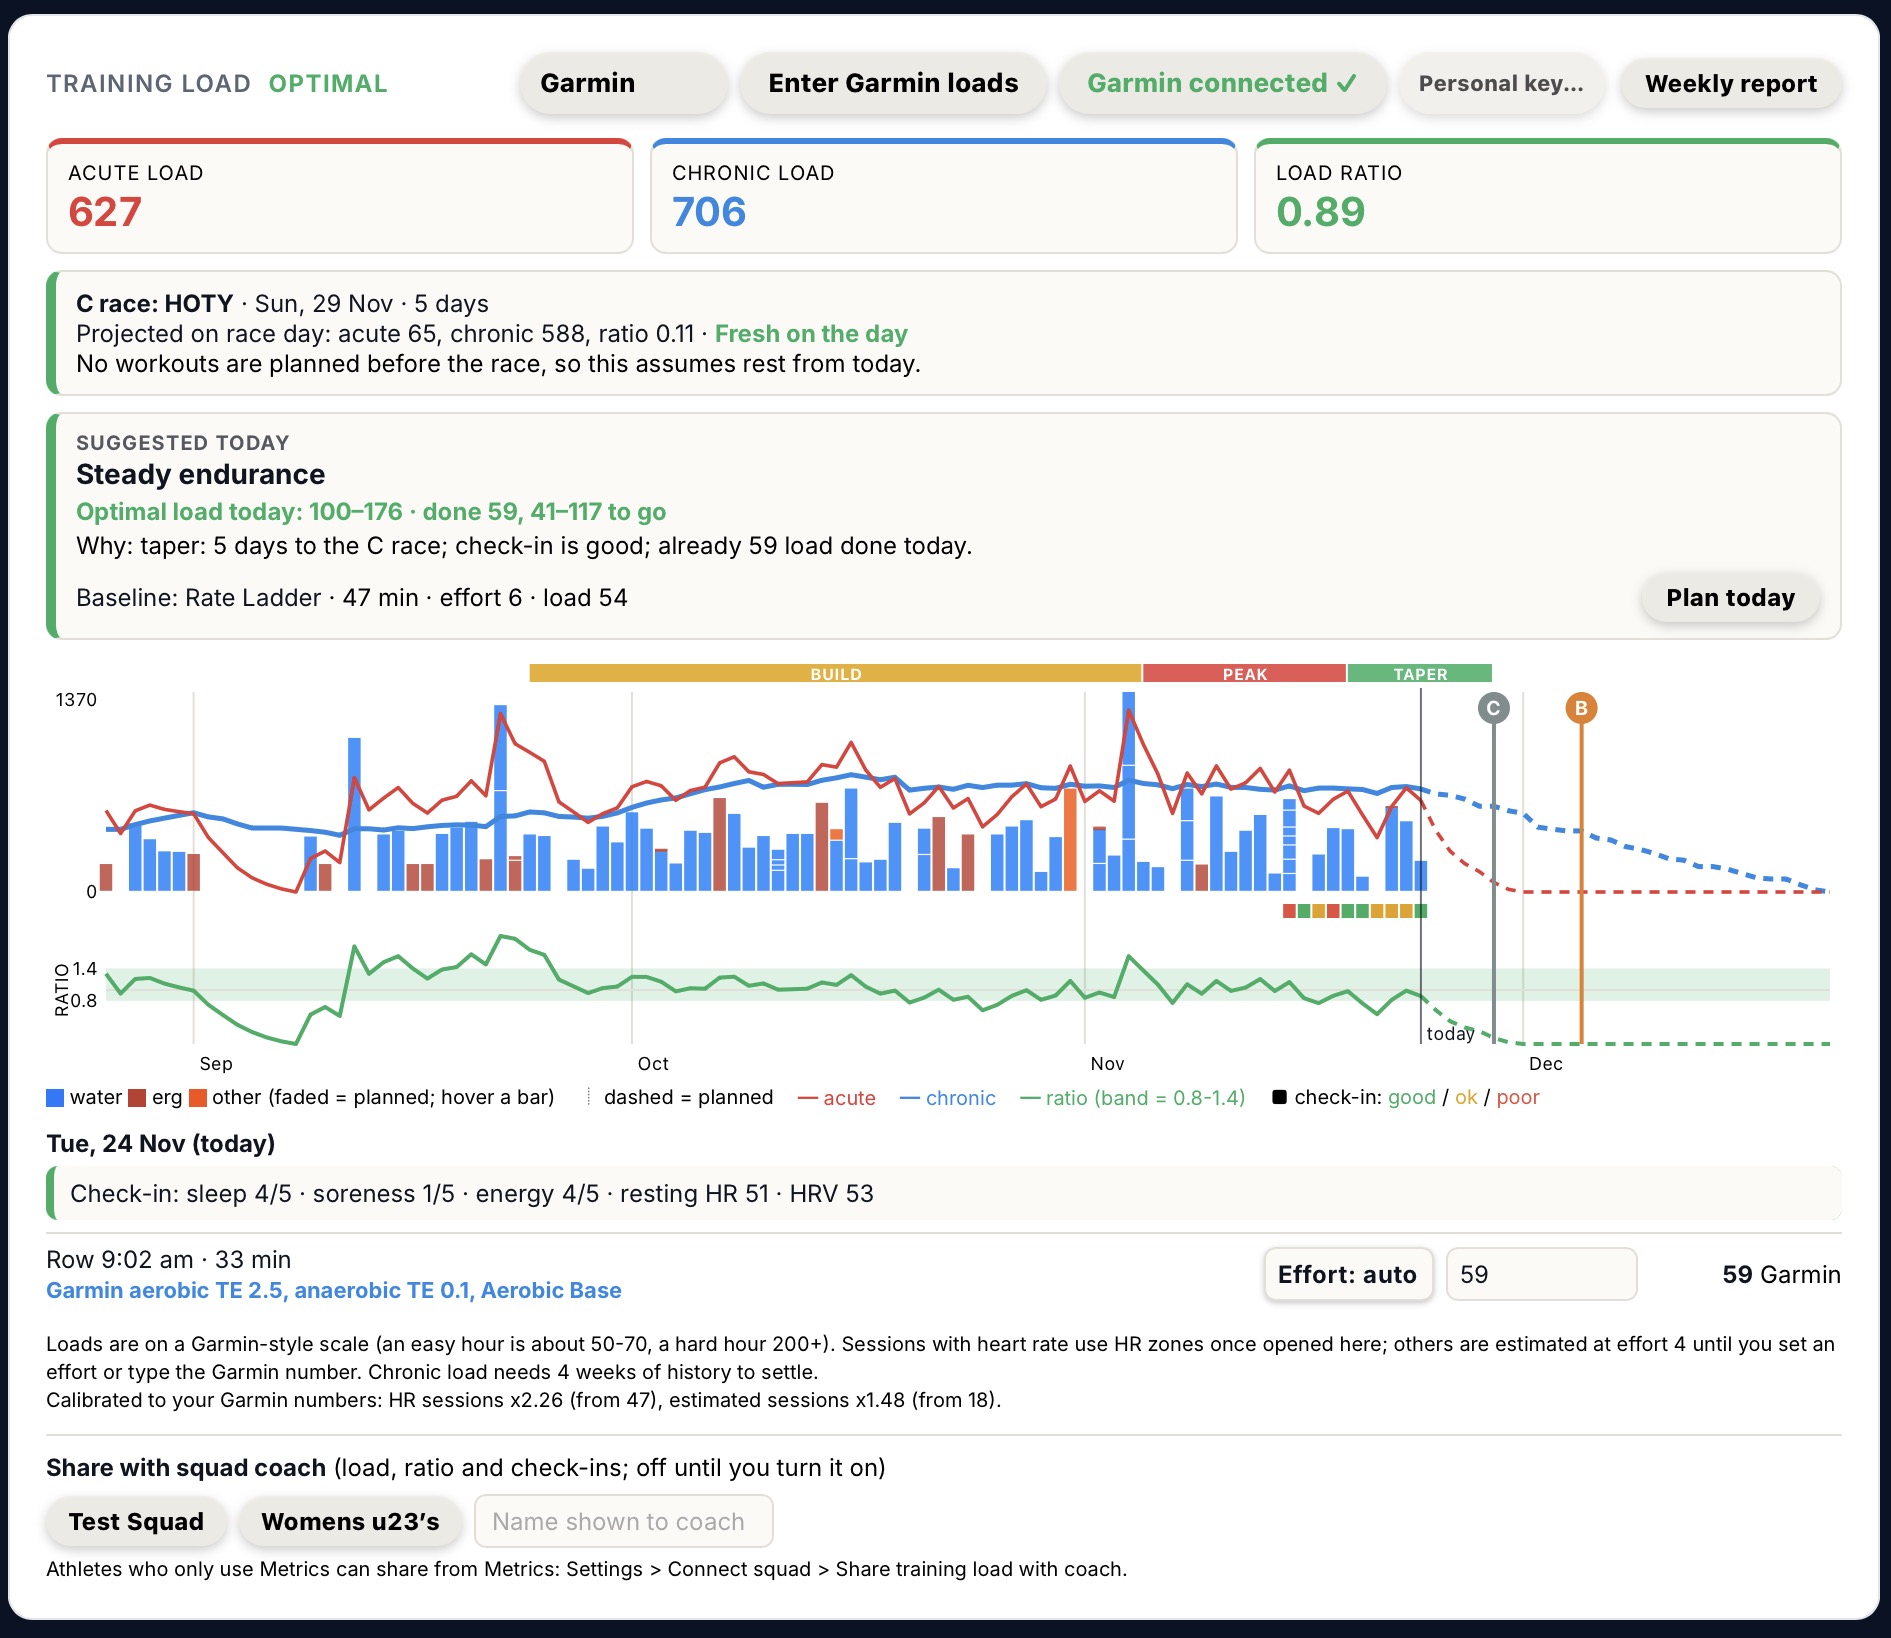 TRAINING LOAD OPTIMAL
Garmin
Enter Garmin loads
Garmin connected ✓
Personal key...
Weekly report
ACUTE LOAD
627
CHRONIC LOAD
706
LOAD RATIO
0.89
C race: HOTY · Sun, 29 Nov · 5 days
Projected on race day: acute 65, chronic 588, ratio 0.11 · Fresh on the day
No workouts are planned before the race, so this assumes rest from today.
SUGGESTED TODAY
Steady endurance
Optimal load today: 100–176 · done 59, 41–117 to go
Why: taper: 5 days to the C race; check-in is good; already 59 load done today.
Baseline: Rate Ladder · 47 min · effort 6 · load 54
Plan today
BUILD
PEAK
TAPER
1370
C
B
0
RATIO
1.4
0.8
today
Sep
Oct
Nov
Dec
water erg other (faded = planned; hover a bar) dashed = planned acute chronic ratio (band = 0.8-1.4) check-in: good / ok / poor
Tue, 24 Nov (today)
Check-in: sleep 4/5 · soreness 1/5 · energy 4/5 · resting HR 51 · HRV 53
Row 9:02 am · 33 min
Garmin aerobic TE 2.5, anaerobic TE 0.1, Aerobic Base
Effort: auto
59
59 Garmin
Loads are on a Garmin-style scale (an easy hour is about 50-70, a hard hour 200+). Sessions with heart rate use HR zones once opened here; others are estimated at effort 4 until you set an
effort or type the Garmin number. Chronic load needs 4 weeks of history to settle.
Calibrated to your Garmin numbers: HR sessions x2.26 (from 47), estimated sessions x1.48 (from 18).
Share with squad coach (load, ratio and check-ins; off until you turn it on)
Test Squad
Womens u23's
Name shown to coach
Athletes who only use Metrics can share from Metrics: Settings > Connect squad > Share training load with coach.